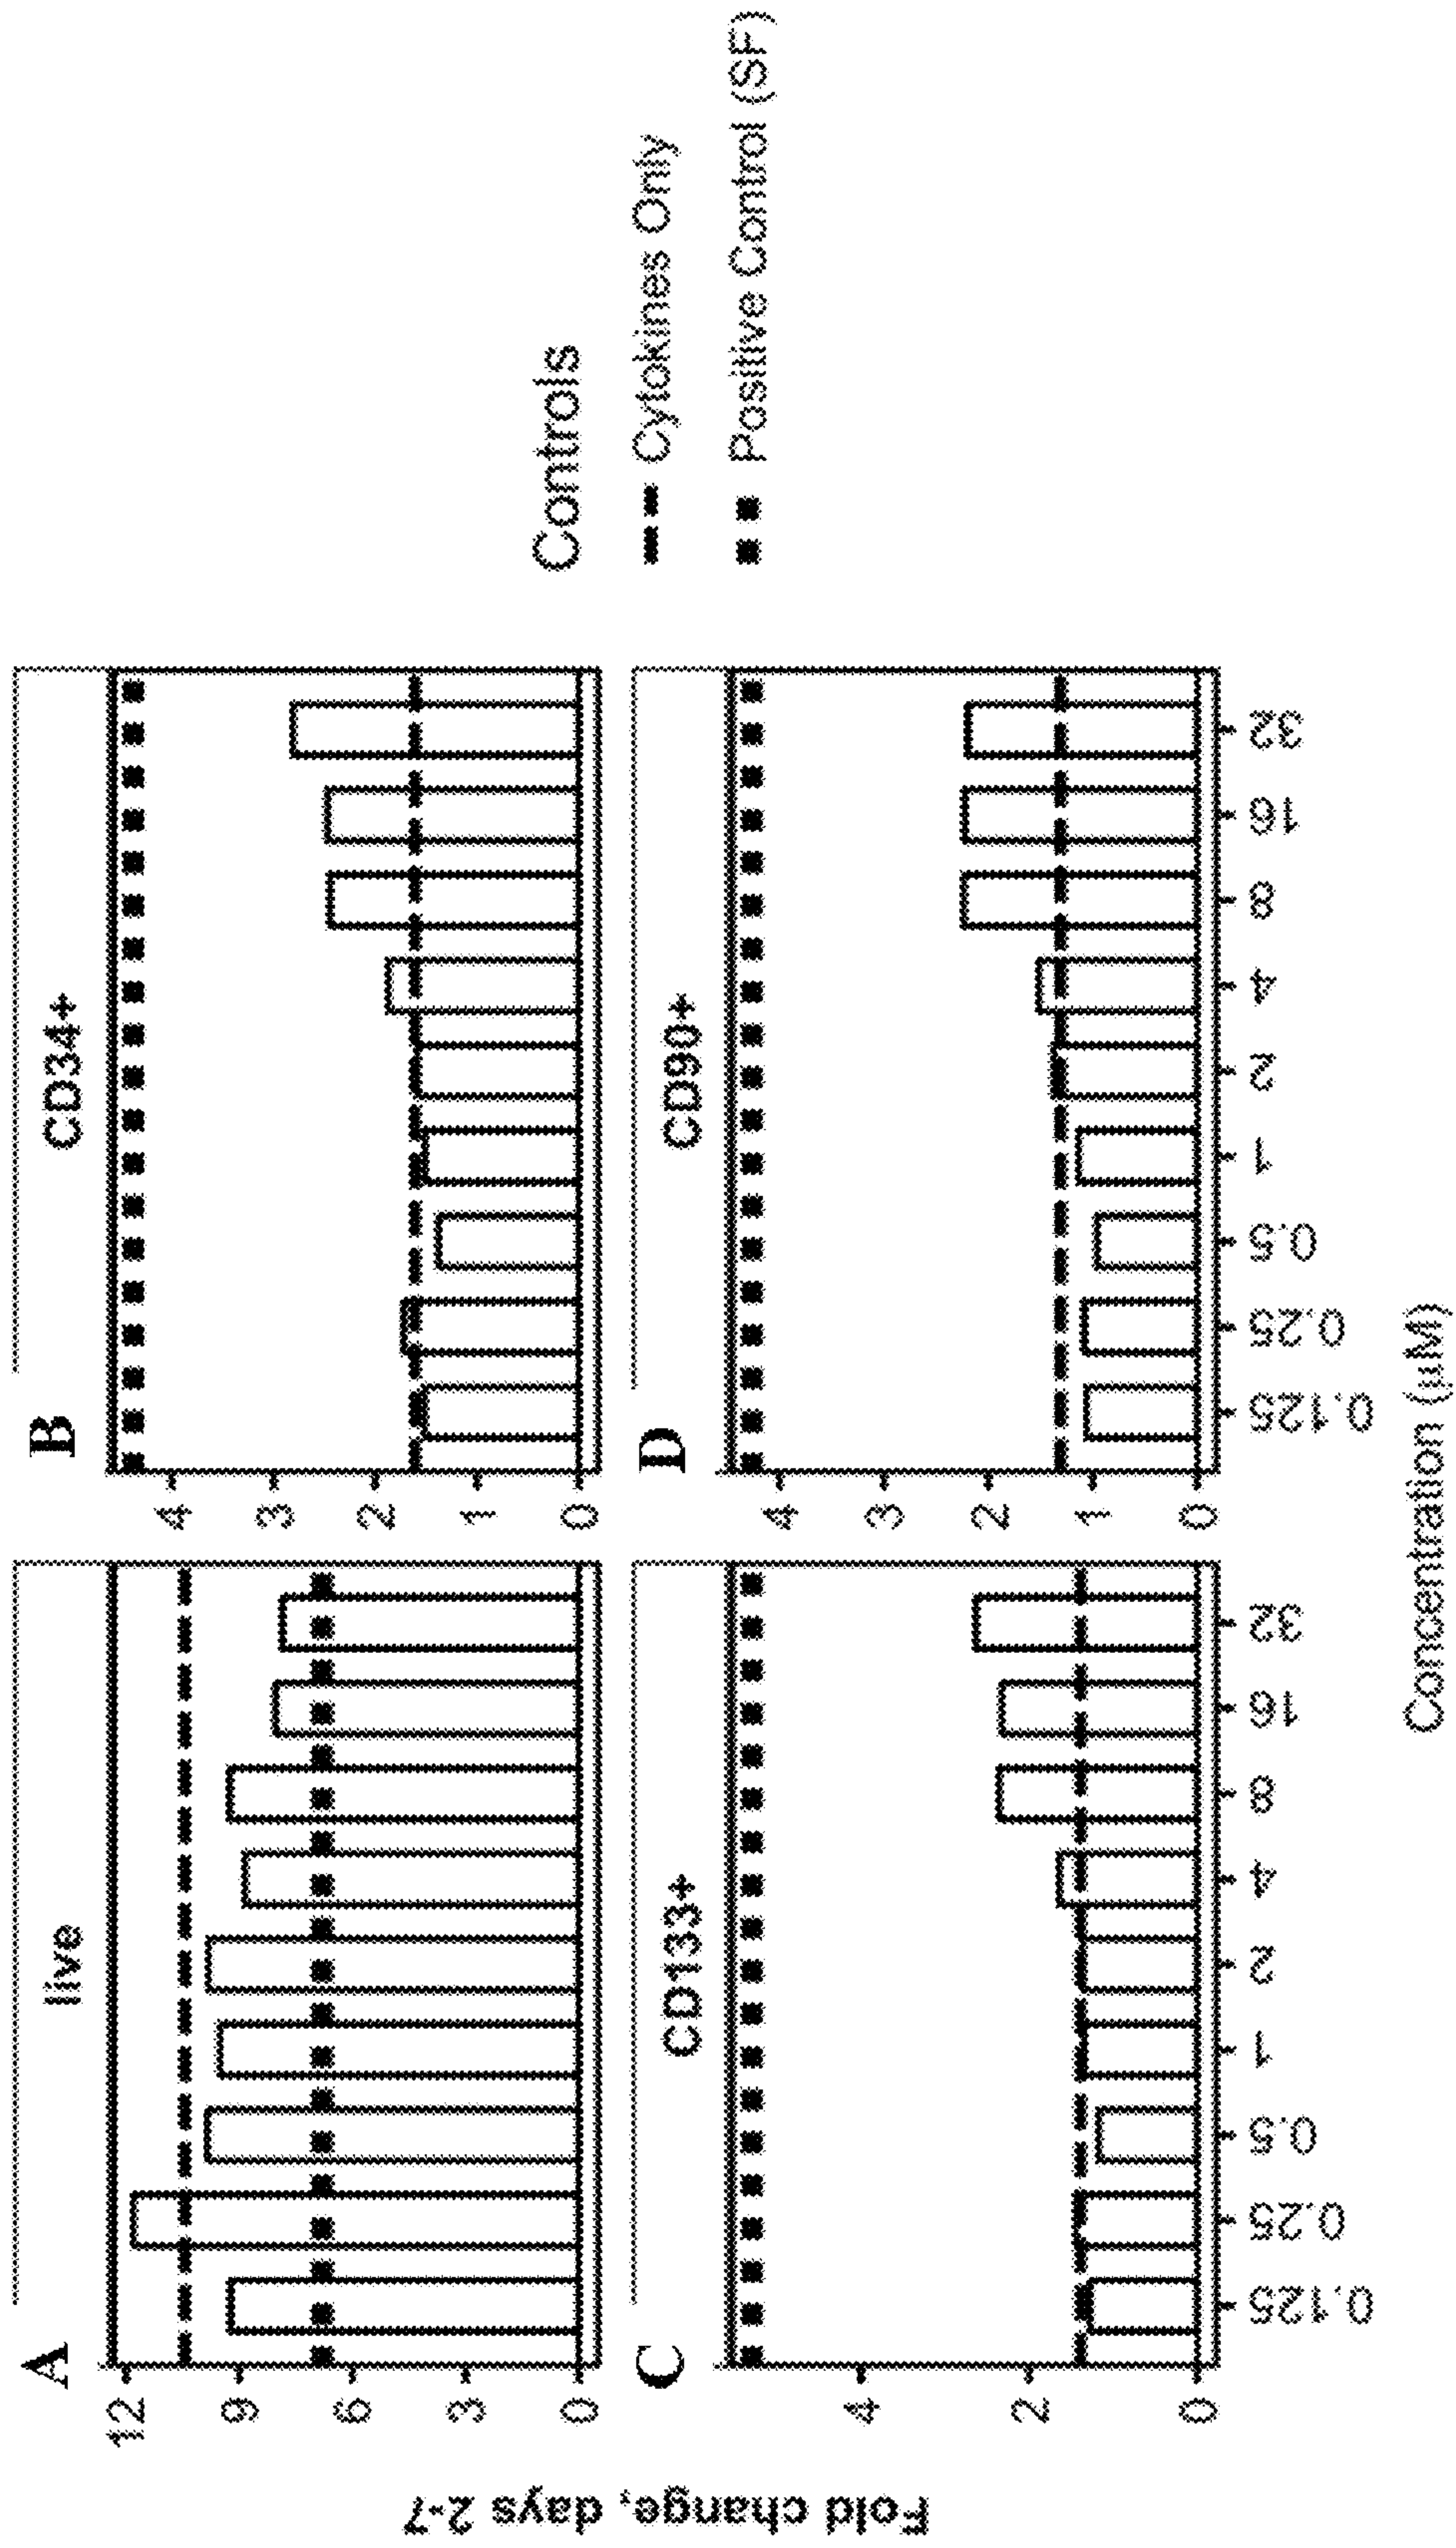 A
live
B
CD34+
12
9
6
3
0
4
3
2
1
0
Controls
Cytokines Only
Positive Control (SF)
C
CD133+
D
CD90+
4
2
0
4
3
2
1
0
0.125 0.25 0.5 1 2 4 8 16 32
0.125 0.25 0.5 1 2 4 8 16 32
Fold change, days 2-7
Concentration (µM)